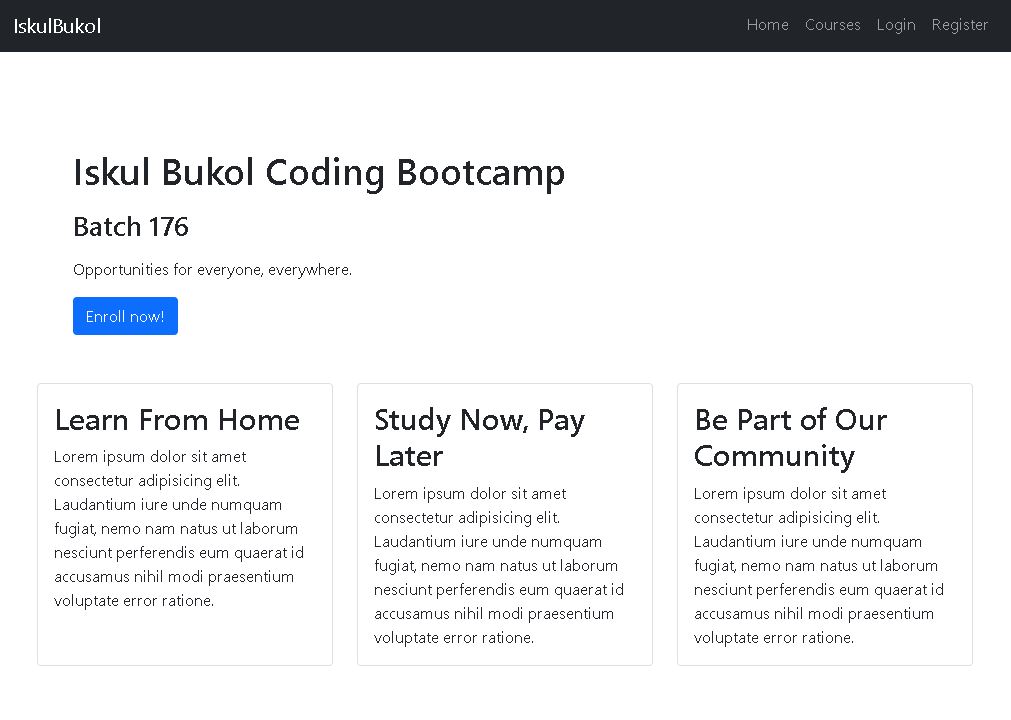 IskulBukol
Home Courses Login Register
Iskul Bukol Coding Bootcamp
Batch 176
Opportunities for everyone, everywhere.
Enroll now!
Learn From Home
Lorem ipsum dolor sit amet
consectetur adipisicing elit.
Laudantium iure unde numquam
fugiat, nemo nam natus ut laborum
nesciunt perferendis eum quaerat id
accusamus nihil modi praesentium
voluptate error ratione.
Study Now, Pay
Later
Lorem ipsum dolor sit amet
consectetur adipisicing elit.
Laudantium iure unde numquam
fugiat, nemo nam natus ut laborum
nesciunt perferendis eum quaerat id
accusamus nihil modi praesentium
voluptate error ratione.
Be Part of Our
Community
Lorem ipsum dolor sit amet
consectetur adipisicing elit.
Laudantium iure unde numquam
fugiat, nemo nam natus ut laborum
nesciunt perferendis eum quaerat id
accusamus nihil modi praesentium
voluptate error ratione.